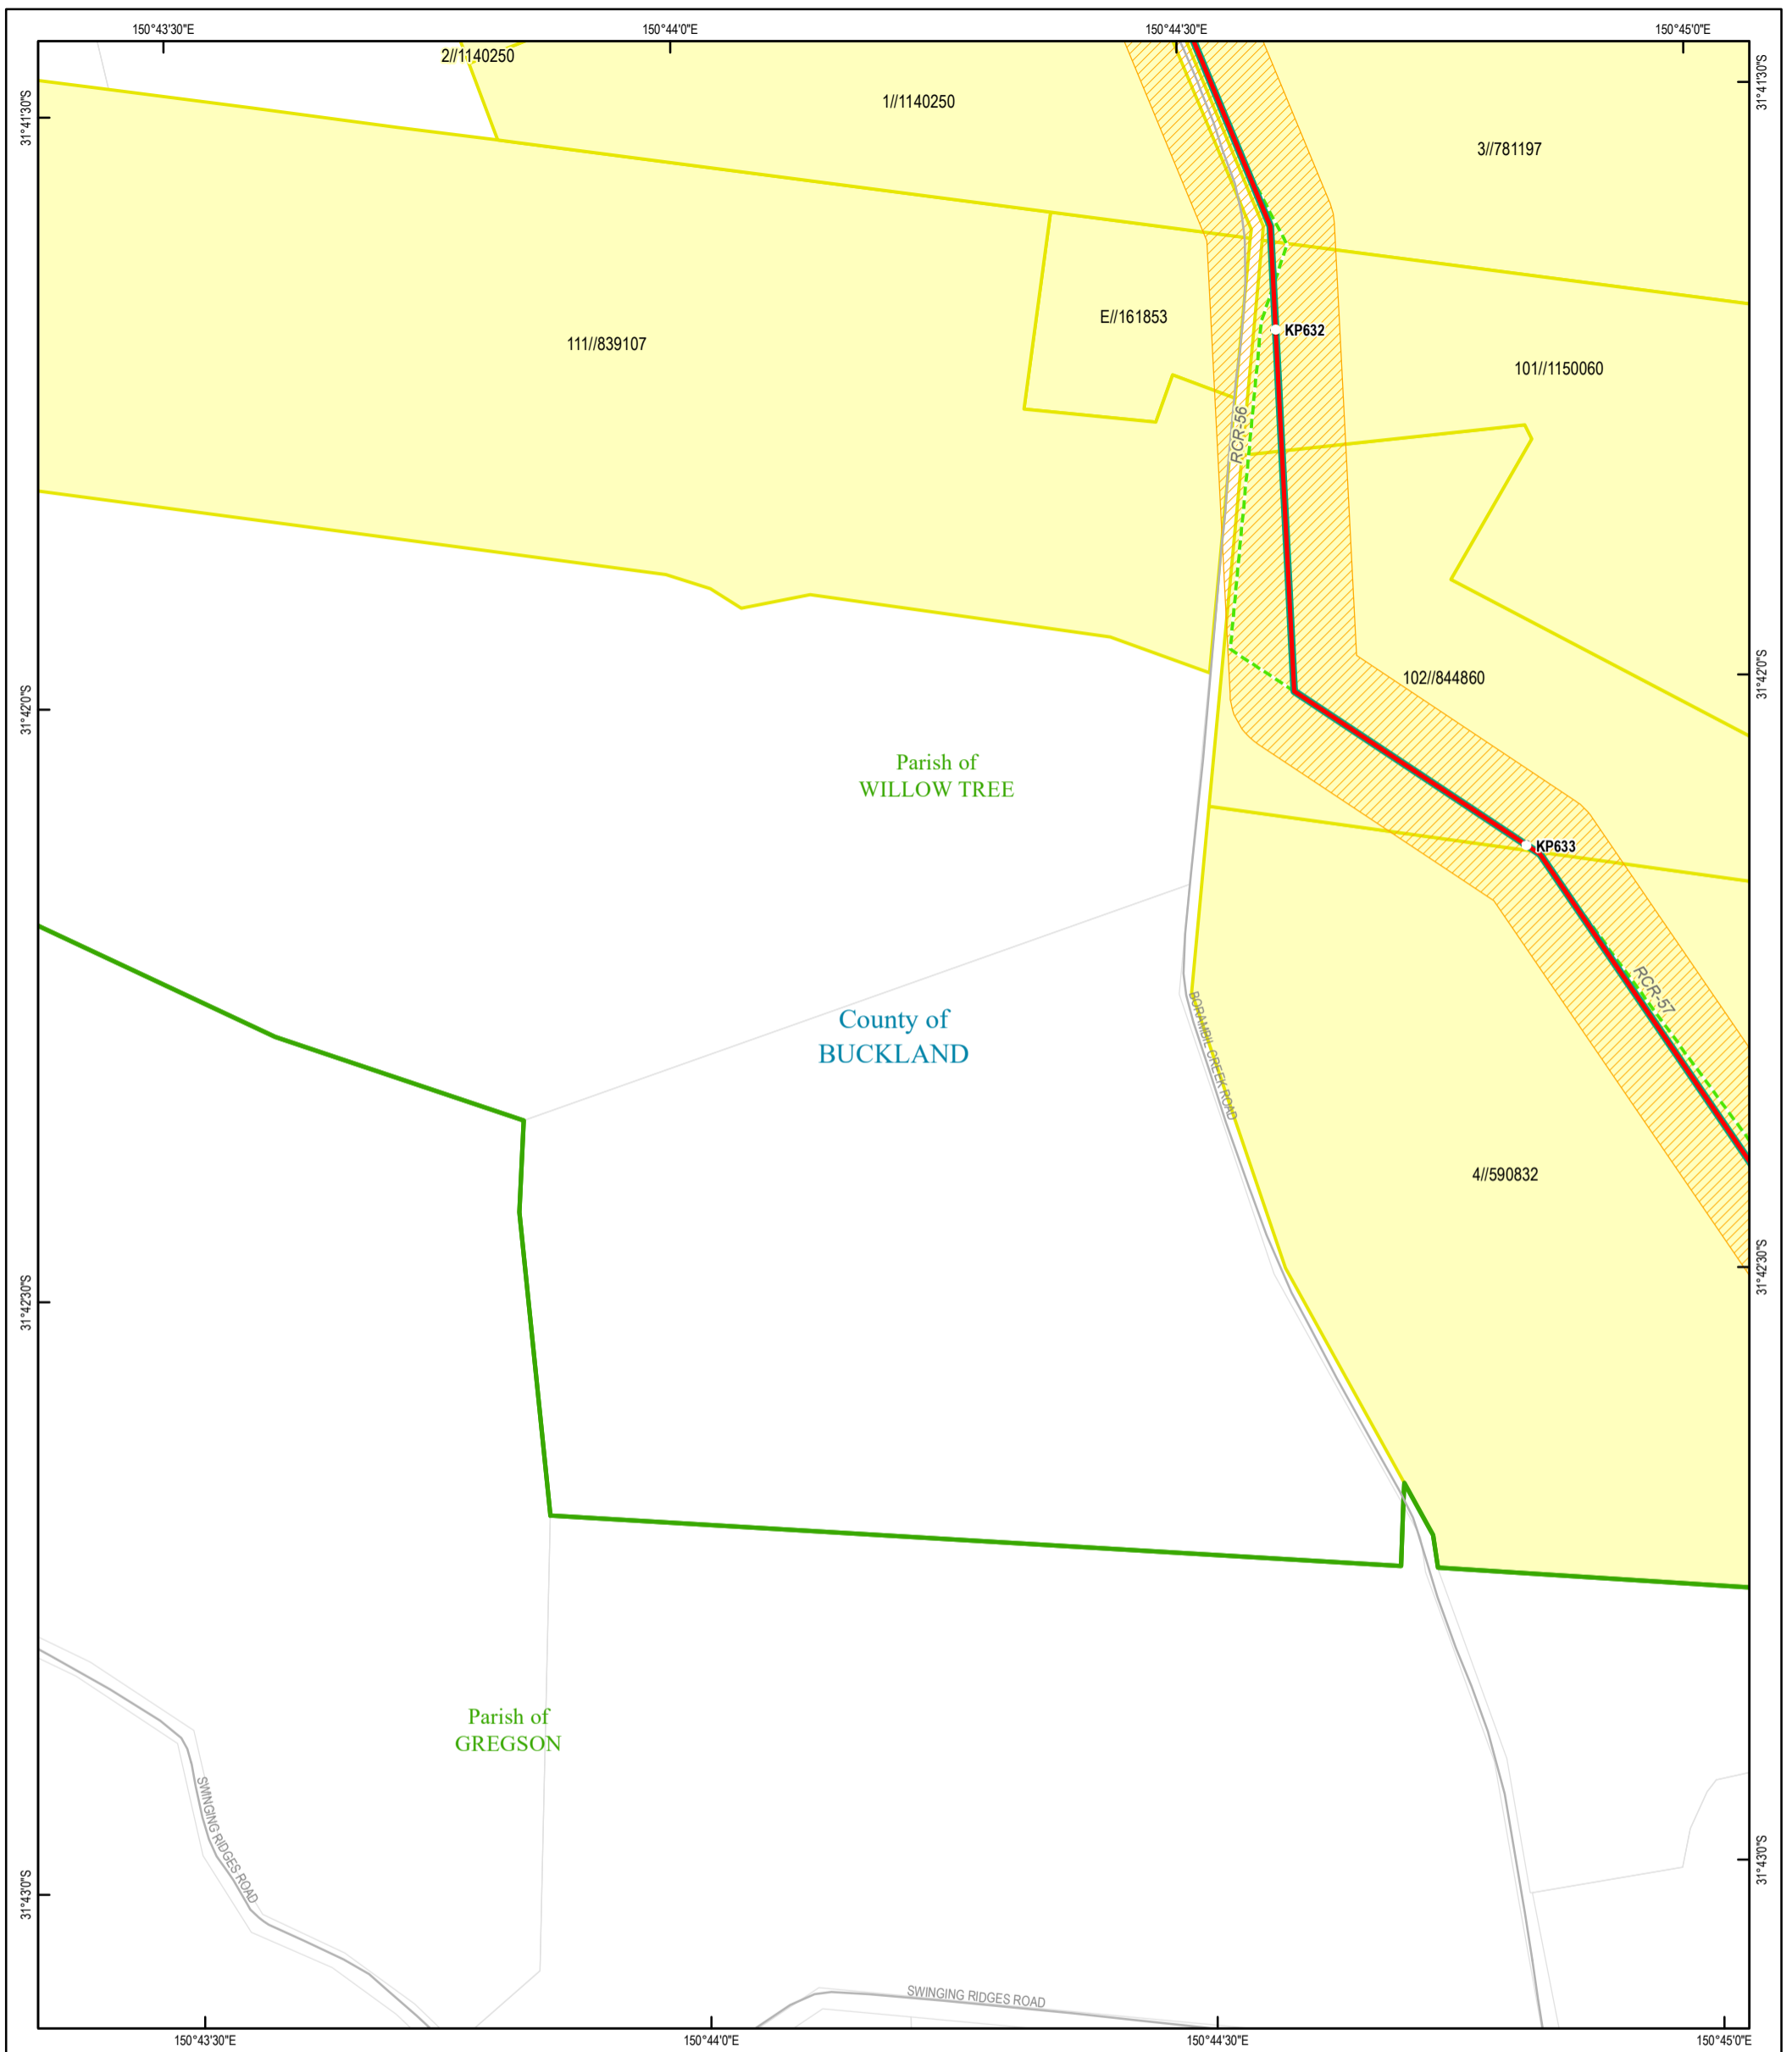 150°43'30"E
150°44'0"E
150°44'30"E
150°45'0"E
2//1140250
1//1140250
3//781197
31°41'30"S
31°41'30"S
E//161853
KP632
111//839107
101//1150060
RCR-56
31°42'0"S
31°42'0"S
102//844860
Parish of
WILLOW TREE
KP633
RCR-57
County of
BUCKLAND
BORAMBIL CREEK ROAD
4//590832
31°42'30"S
31°42'30"S
Parish of
GREGSON
SWINGING RIDGES ROAD
31°43'0"S
31°43'0"S
SWINGING RIDGES ROAD
150°43'30"E
150°44'0"E
150°44'30"E
150°45'0"E